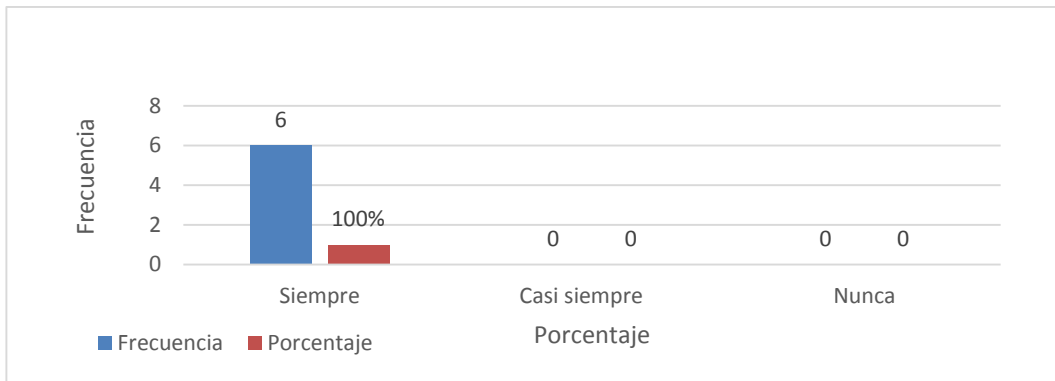 8
6
4
2
0
Frecuencia
6
100%
0 0
0 0
Siempre Casi siempre Nunca
Porcentaje
Frecuencia Porcentaje